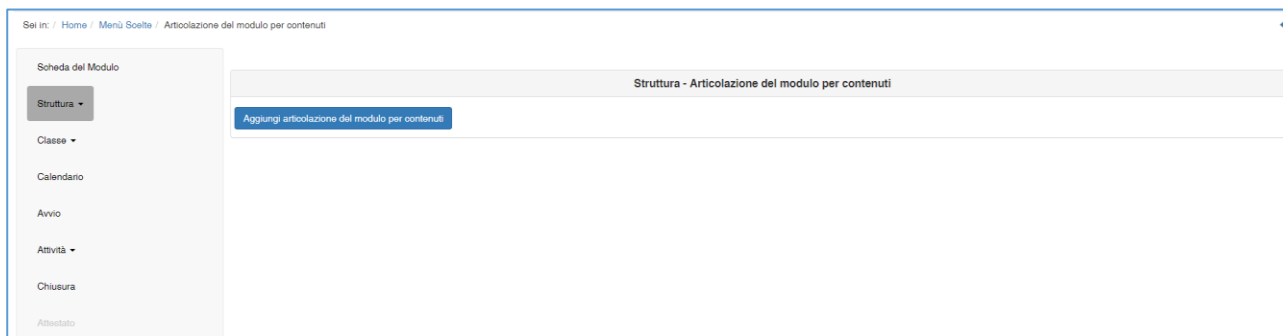 Sei in: / Home / Menù Scelte / Articolazione del modulo per contenuti
Scheda del Modulo
Struttura
Classe
Calendario
Avvio
Attività
Chiusura
Attestato
Struttura - Articolazione del modulo per contenuti
Aggiungi articolazione del modulo per contenuti